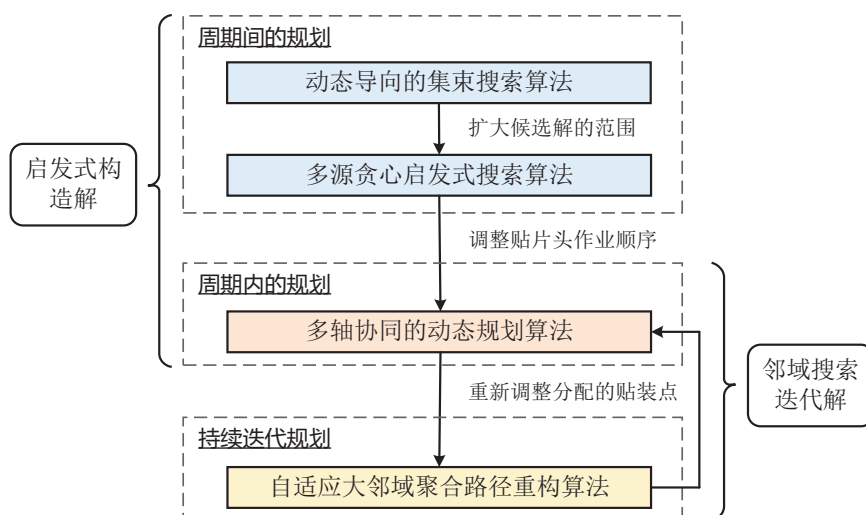 周期间的规划
动态导向的集束搜索算法
扩大候选解的范围
多源贪心启发式搜索算法
启发式构
造解
调整贴片头作业顺序
周期内的规划
多轴协同的动态规划算法
重新调整分配的贴装点
邻域搜索
迭代解
持续迭代规划
自适应大邻域聚合路径重构算法